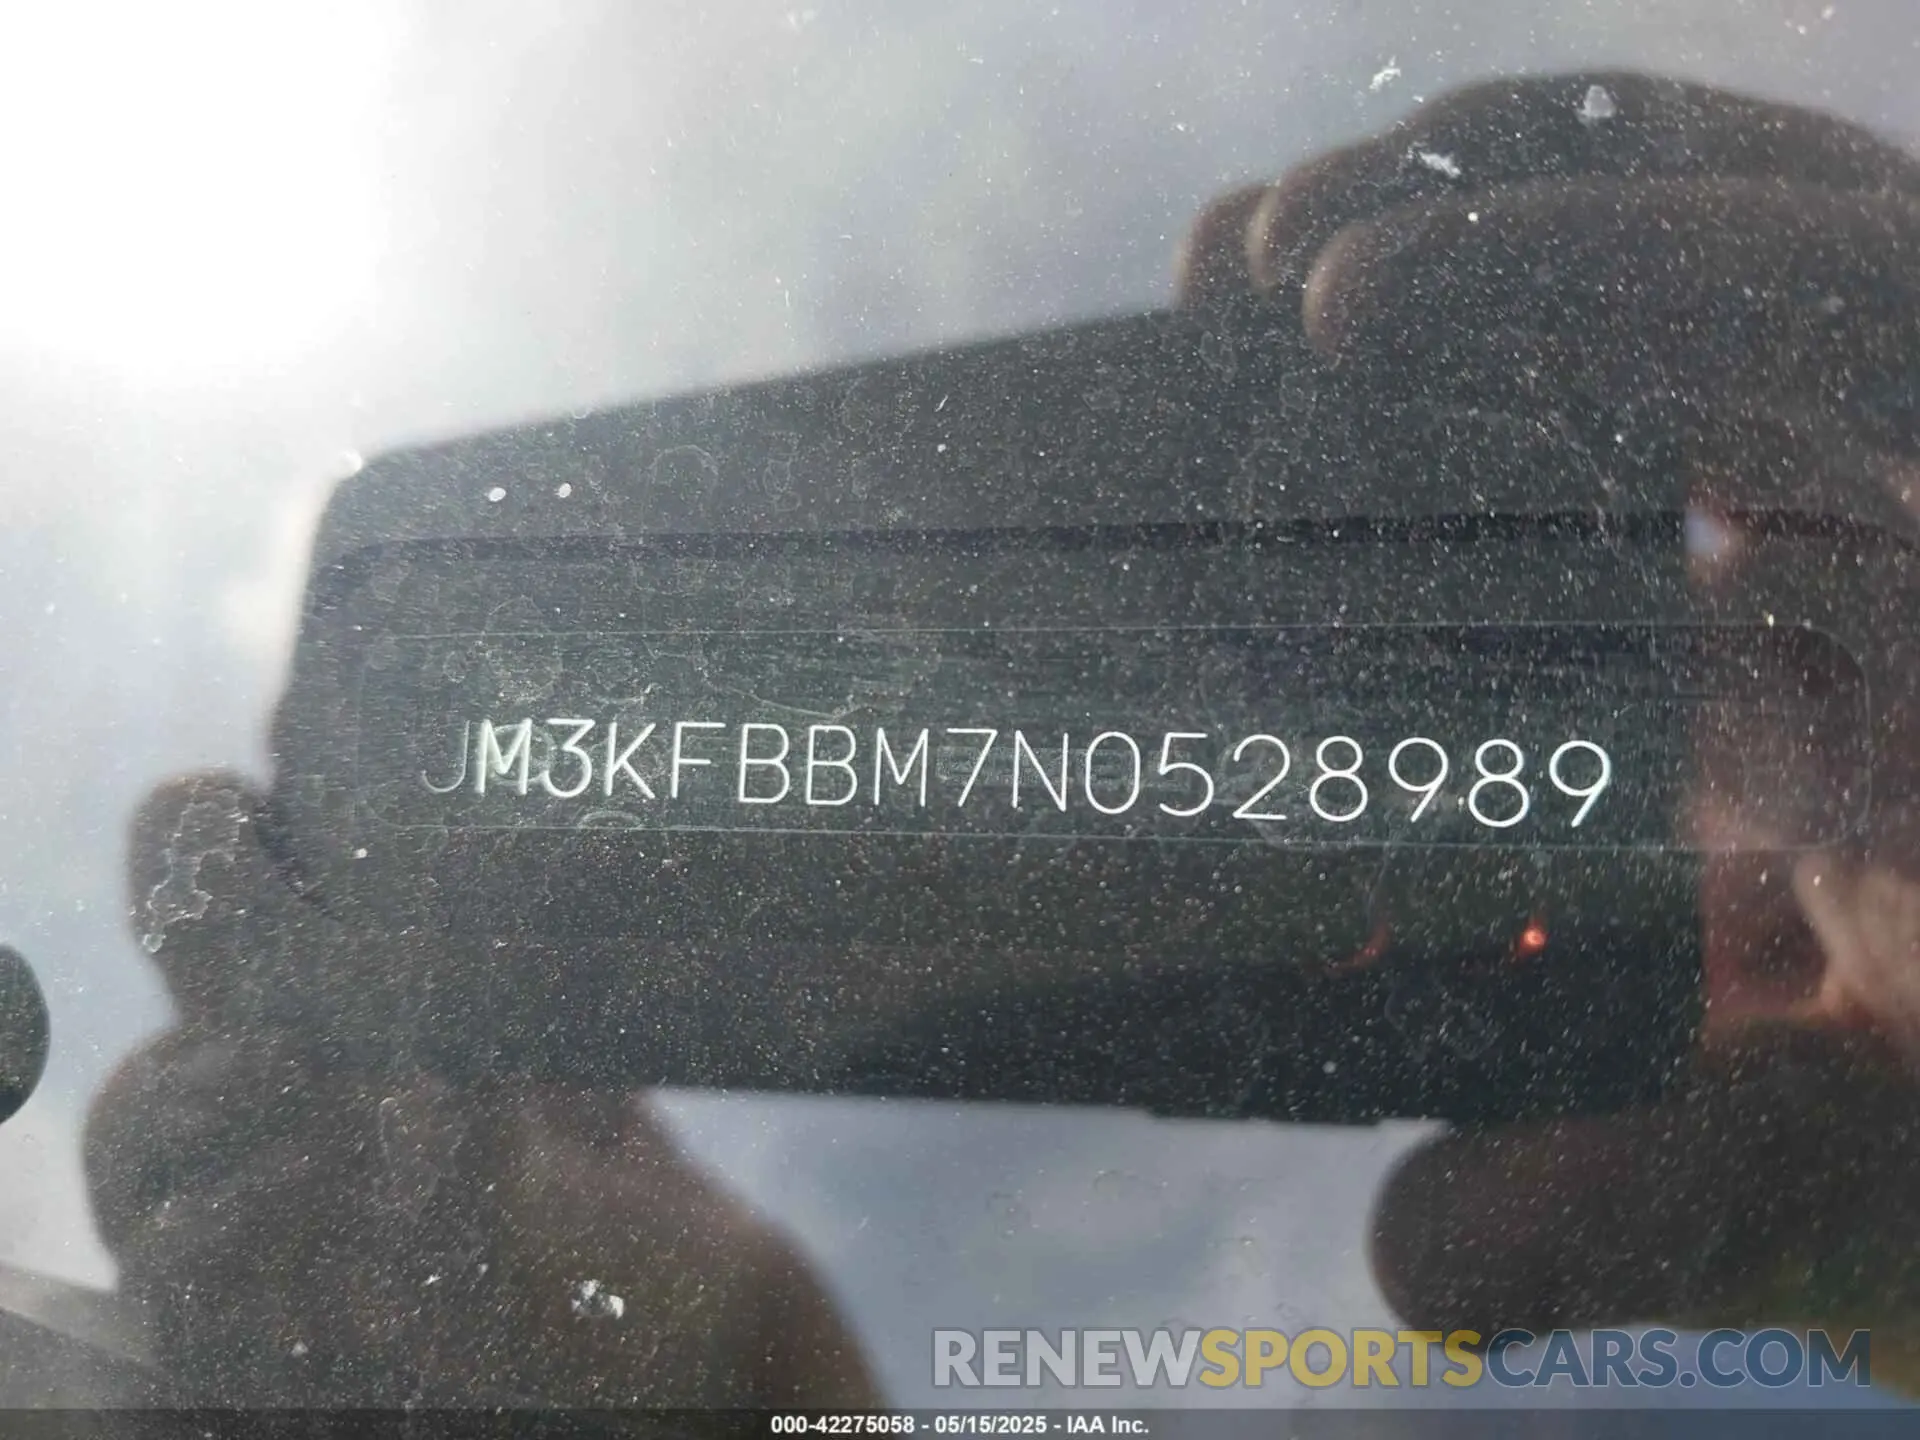 JM3KFBBM7N0528989
RENEWSPORTSCARS.COM
000-42275058 - 05/15/2025 - IAA Inc.